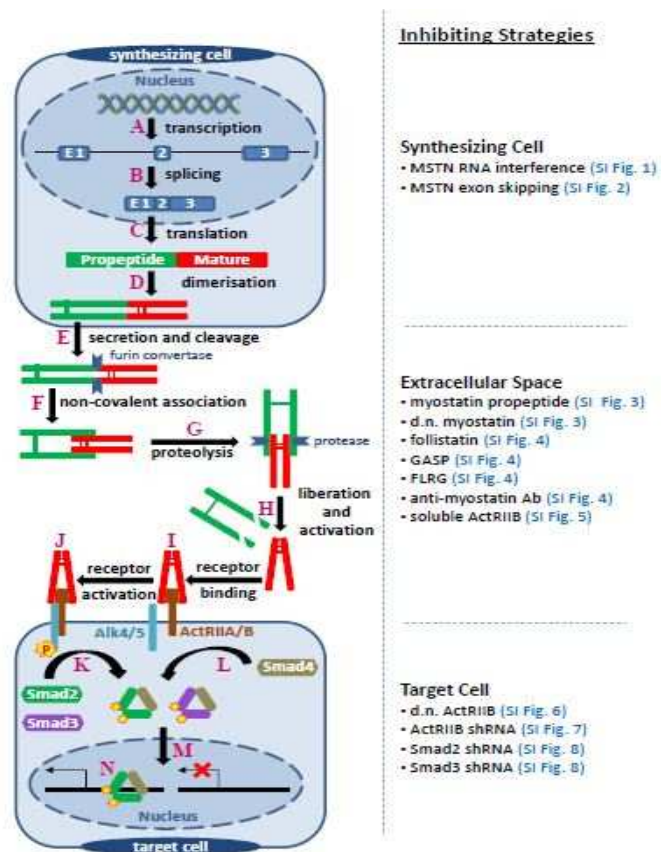 Inhibiting Strategies
synthesizing cell
Nucleus
A transcription
E 1 2 3
B splicing
E1 2 3
C translation
Propeptide Mature
D dimerisation
E secretion and cleavage
furin convertase
F non-covalent association
G
proteolysis
protease
H liberation
and
activation
J I
receptor receptor
activation binding
Alk4/5 ActRIIA/B
P
K L Smad4
Smad2
Smad3
M
N
Nucleus
target cell
Synthesizing Cell
• MSTN RNA interference (SI Fig. 1)
• MSTN exon skipping (SI Fig. 2)
Extracellular Space
• myostatin propeptide (SI Fig. 3)
• d.n. myostatin (SI Fig. 3)
• follistatin (SI Fig. 4)
• GASP (SI Fig. 4)
• FLRG (SI Fig. 4)
• anti-myostatin Ab (SI Fig. 4)
• soluble ActRIIB (SI Fig. 5)
Target Cell
• d.n. ActRIIB (SI Fig. 6)
• ActRIIB shRNA (SI Fig. 7)
• Smad2 shRNA (SI Fig. 8)
• Smad3 shRNA (SI Fig. 8)